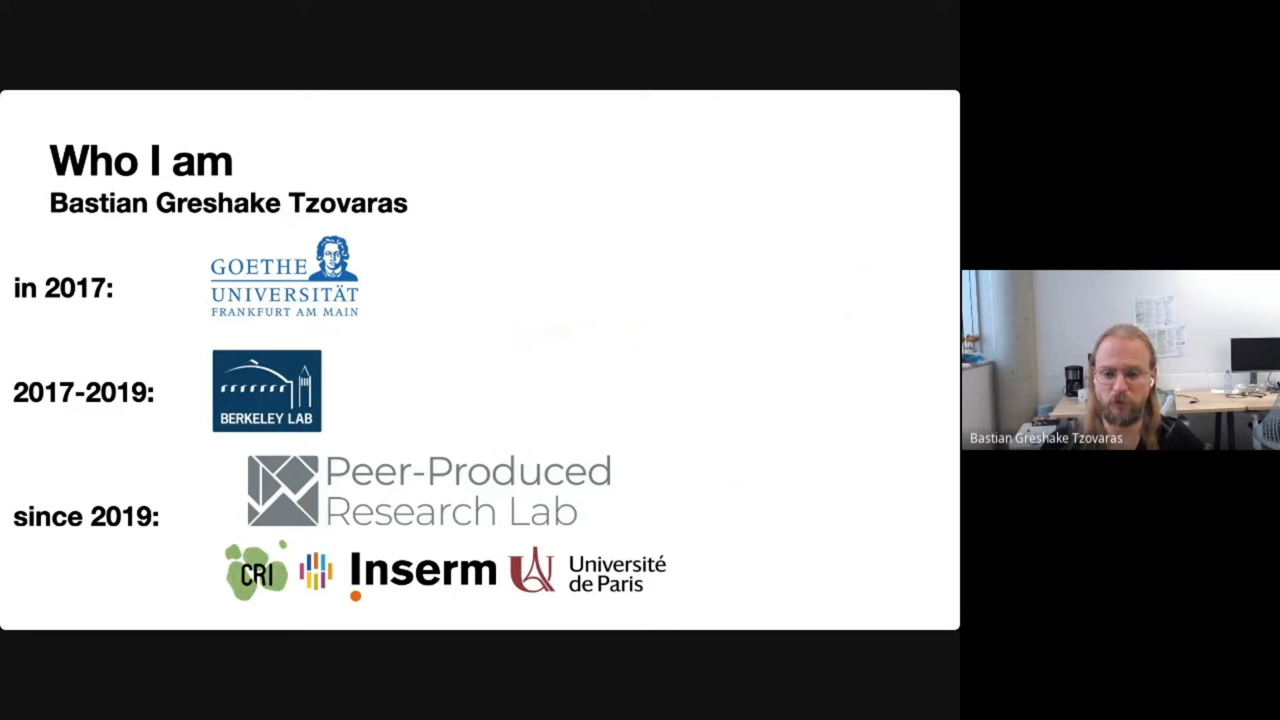 Who I am
Bastian Greshake Tzovaras
in 2017:
GOETHE
UNIVERSITÄT
FRANKFURT AM MAIN
2017-2019:
BERKELEY LAB
since 2019:
Peer-Produced
Research Lab
CRI
Inserm
Université
de Paris
Bastian Greshake Tzovaras